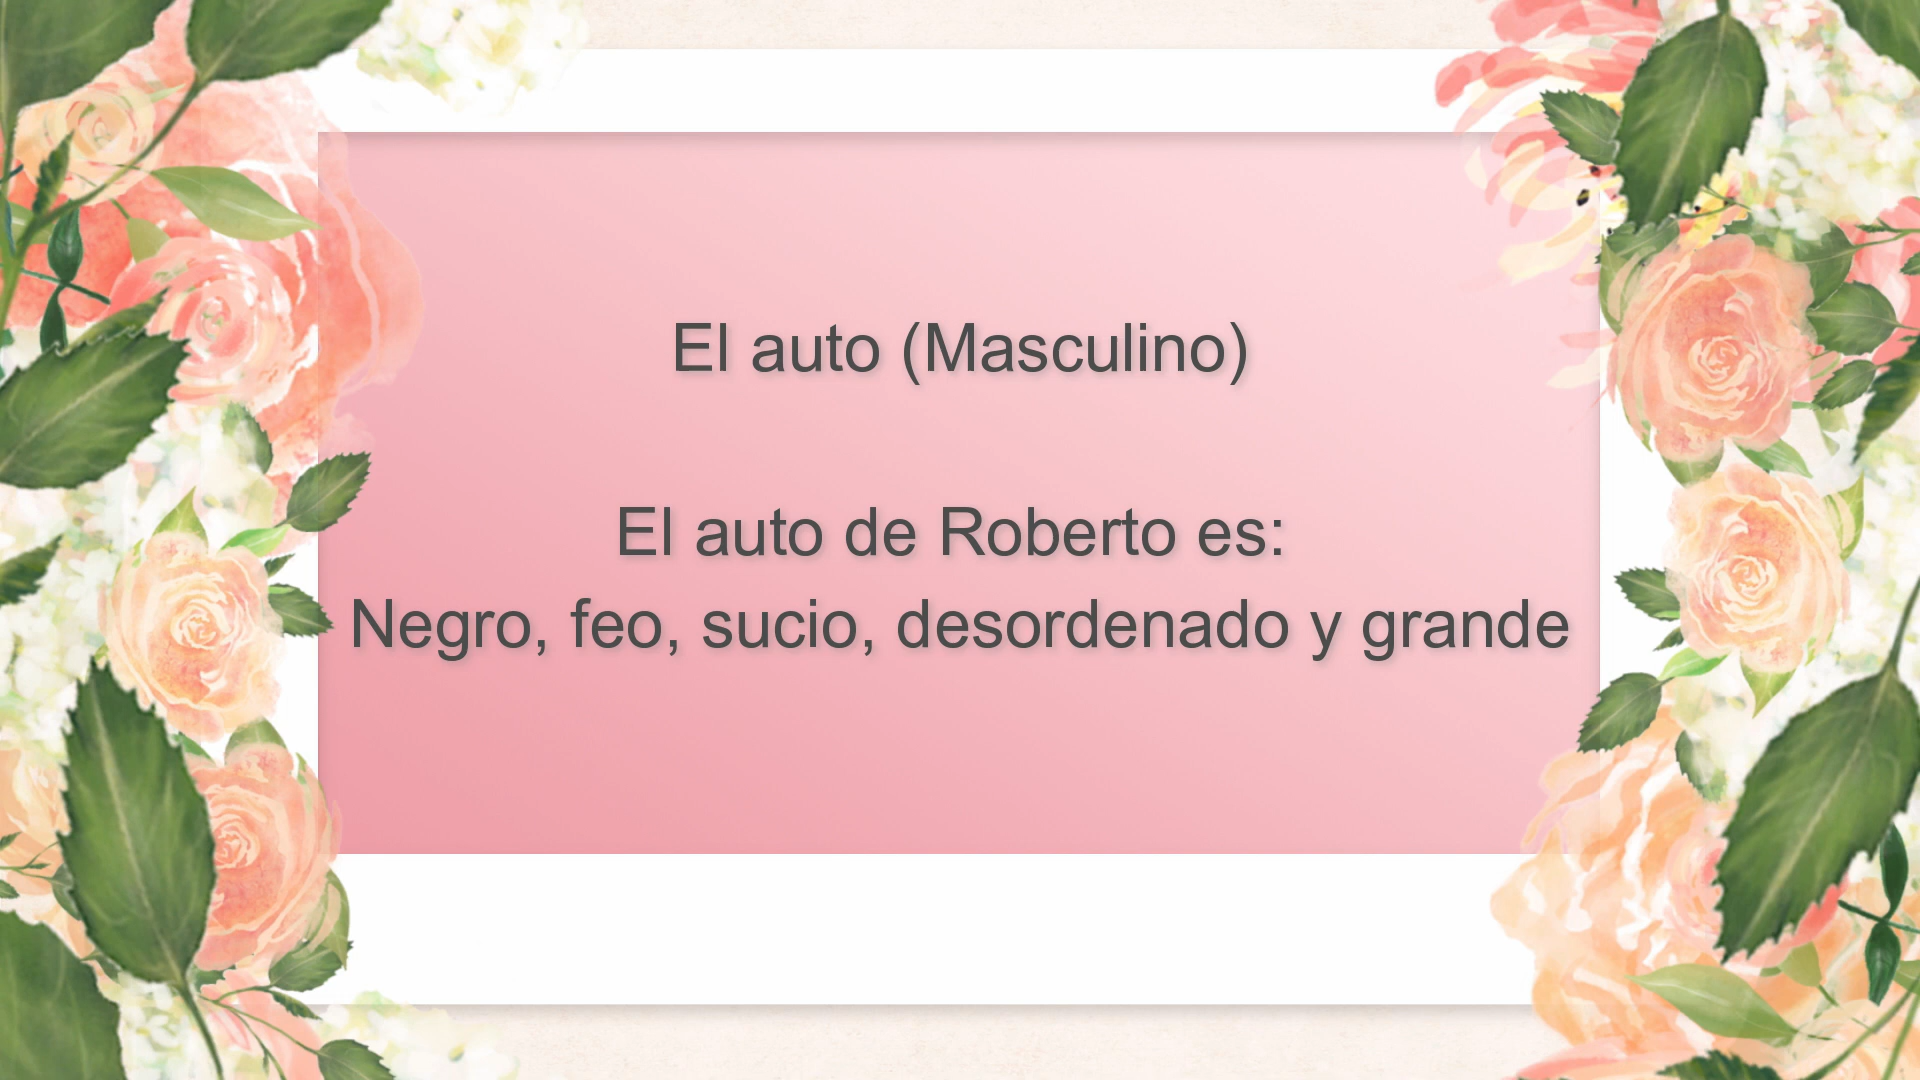 El auto (Masculino)
El auto de Roberto es:
Negro, feo, sucio, desordenado y grande